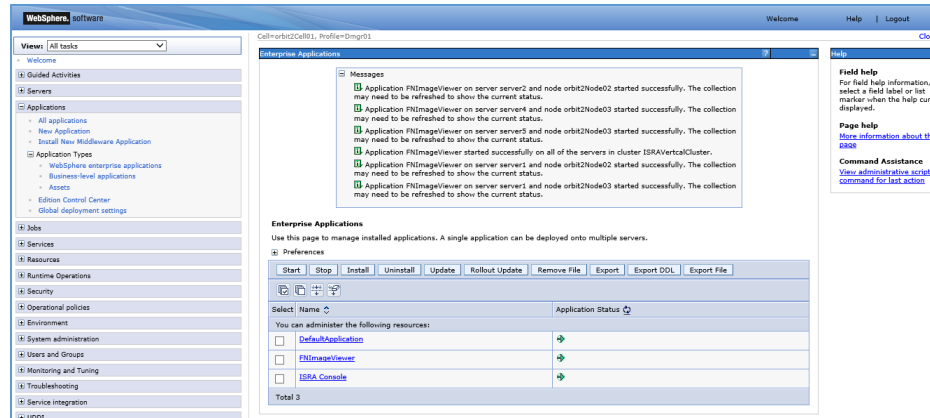 WebSphere. software
Welcome Help | Logout
Cell=orbit2Cell01, Profile=Dmgr01
View: All tasks
Welcome
Guided Activities
Servers
Applications
All applications
New Application
Install New Middleware Application
Application Types
WebSphere enterprise applications
Business-level applications
Assets
Edition Control Center
Global deployment settings
Jobs
Services
Resources
Runtime Operations
Security
Operational policies
Environment
System administration
Users and Groups
Monitoring and Tuning
Troubleshooting
Service integration
UDDI
Enterprise Applications ?
Messages
Application FNImageViewer on server server2 and node orbit2Node02 started successfully. The collection
may need to be refreshed to show the current status.
Application FNImageViewer on server server4 and node orbit2Node03 started successfully. The collection
may need to be refreshed to show the current status.
Application FNImageViewer on server server5 and node orbit2Node03 started successfully. The collection
may need to be refreshed to show the current status.
Application FNImageViewer started successfully on all of the servers in cluster ISRAVertcalCluster.
Application FNImageViewer on server server1 and node orbit2Node02 started successfully. The collection
may need to be refreshed to show the current status.
Application FNImageViewer on server server1 and node orbit2Node03 started successfully. The collection
may need to be refreshed to show the current status.
Enterprise Applications
Use this page to manage installed applications. A single application can be deployed onto multiple servers.
Preferences
Start Stop Install Uninstall Update Rollout Update Remove File Export Export DDL Export File
Select Name Application Status
You can administer the following resources:
DefaultApplication
FNImageViewer
ISRA Console
Total 3
Clo
Help
Field help
For field help information,
select a field label or list
marker when the help cur
displayed.
Page help
More information about th
page
Command Assistance
View administrative script
command for last action